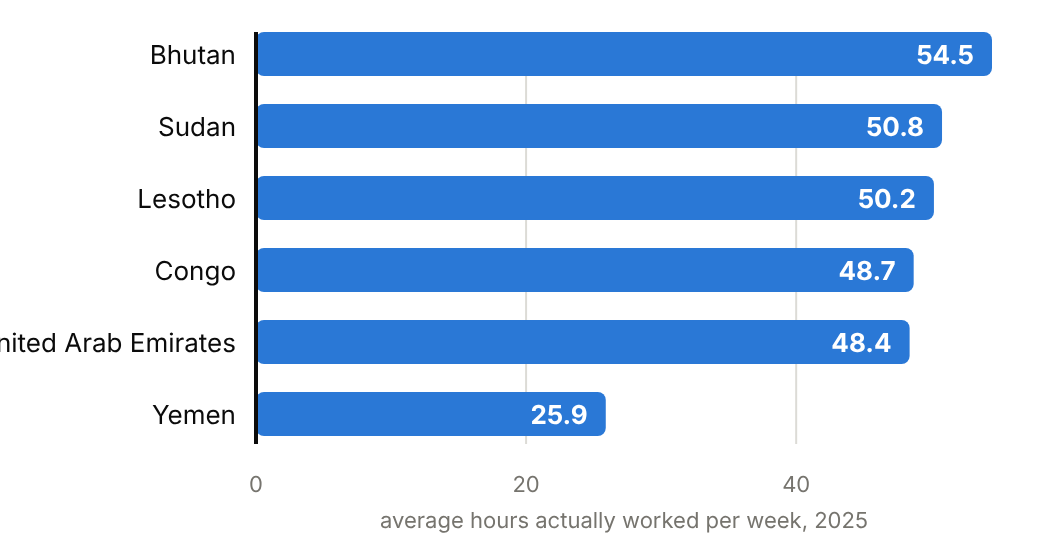 Bhutan 54.5
Sudan 50.8
Lesotho 50.2
Congo 48.7
nited Arab Emirates 48.4
Yemen 25.9
0 20 40
average hours actually worked per week, 2025